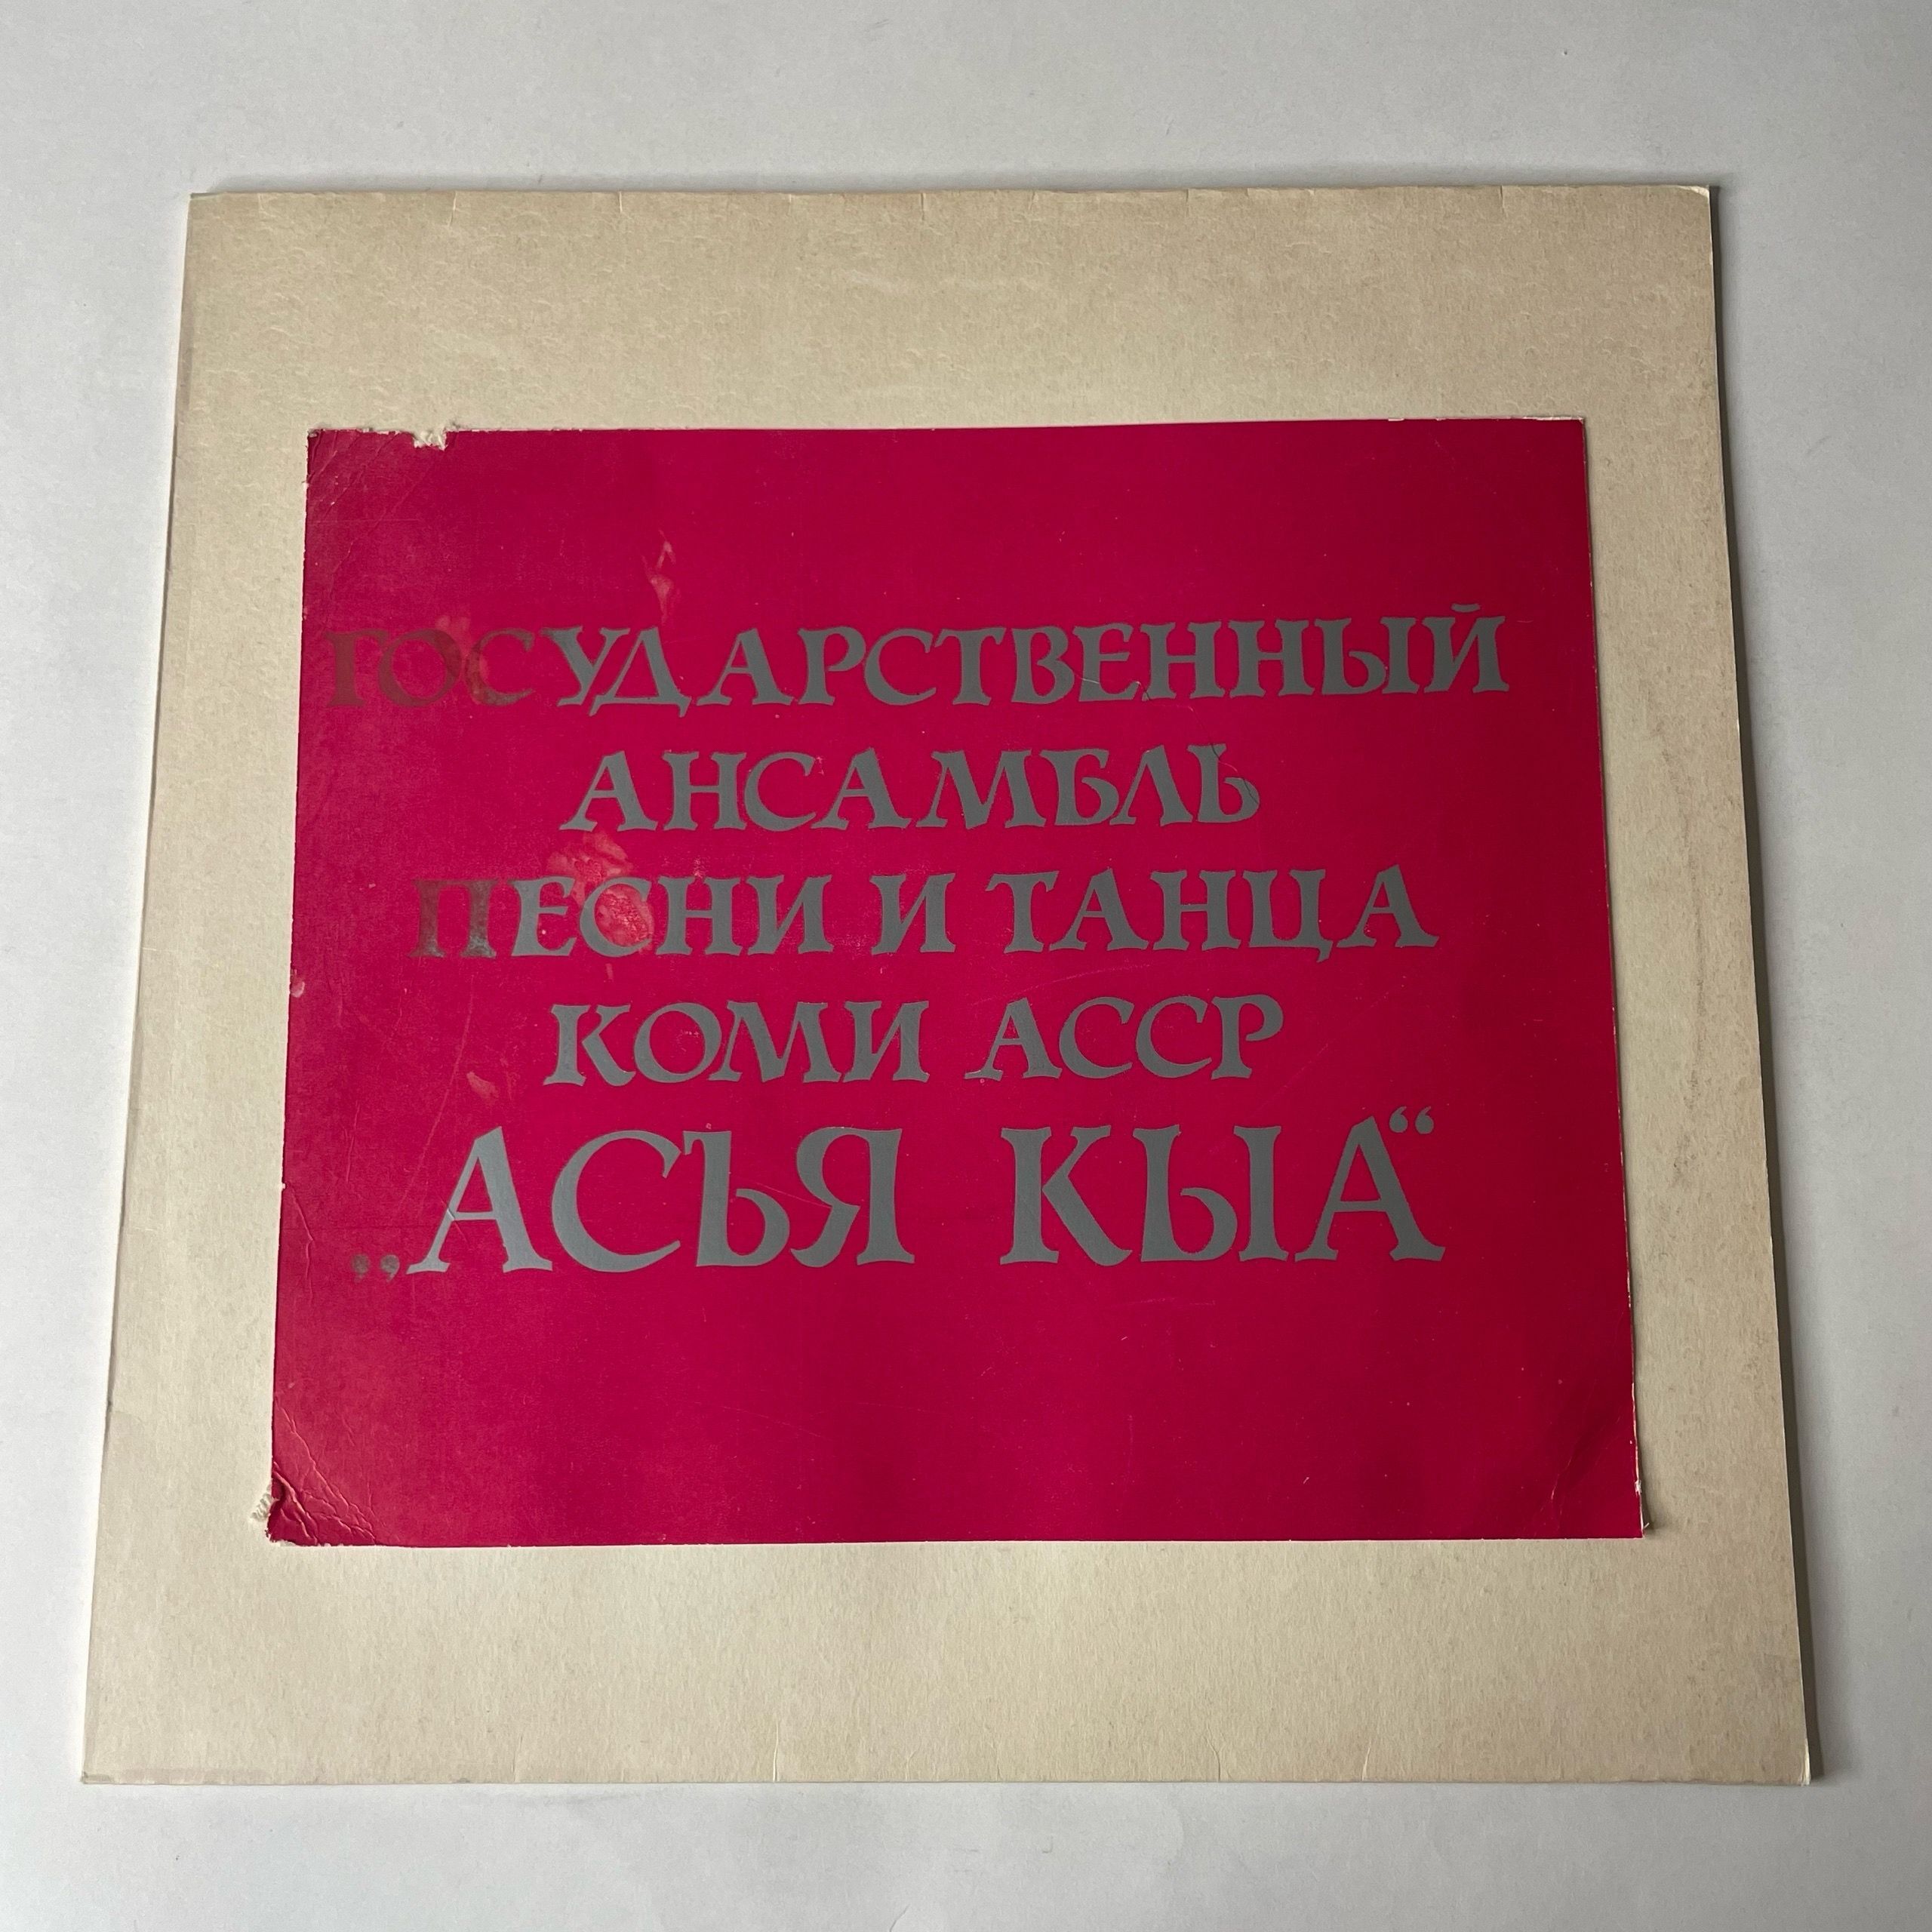 ГОСУДАРСТВЕННЫЙ
АНСАМБЛЬ
ПЕСНИ И ТАНЦА
КОМИ АССР
„АСЪЯ КЫА“